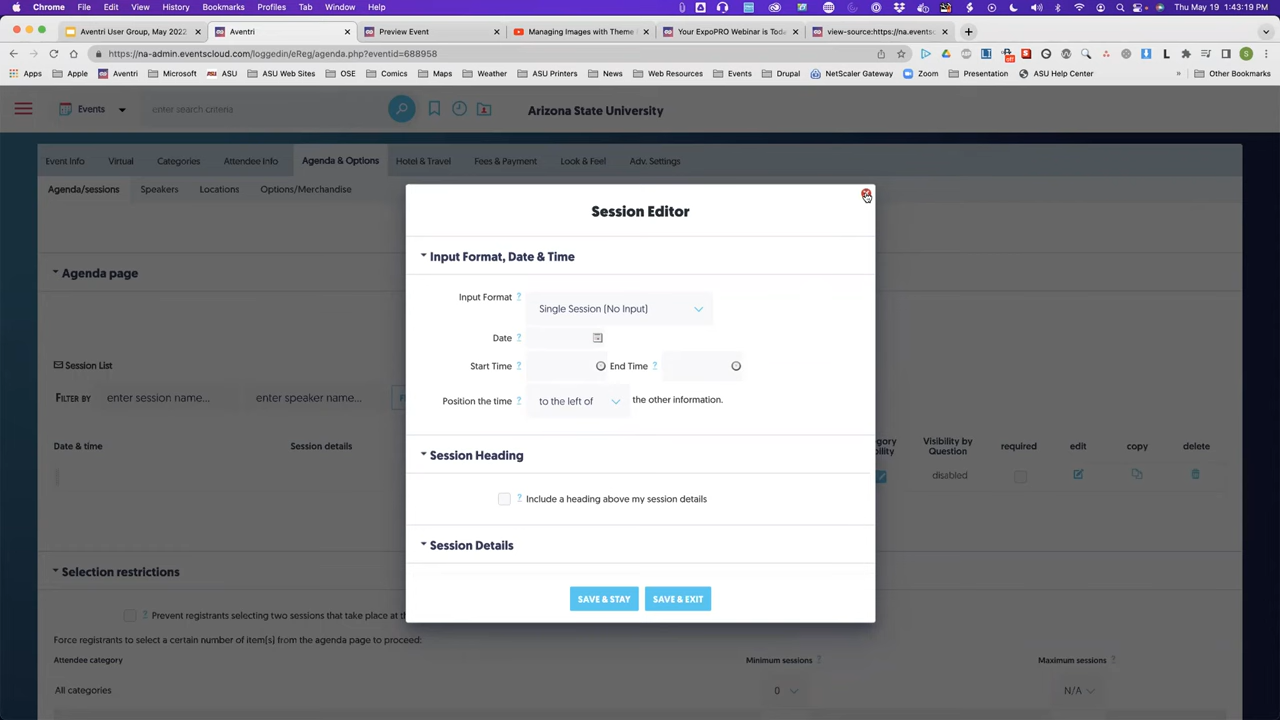 Chrome File Edit View History Bookmarks Profiles Tab Window Help Thu May 19 10:43:19 PM
Aventri User Group, May 2022 Aventri Preview Event Managing Images with Theme Your ExpoPRO Webinar is Toda view-source:https://na.eventsc
https://na-admin.eventscloud.com/loggedin/eReg/agenda.php?eventid=688958
Apps Apple Aventri Microsoft ASU ASU Web Sites OSE Comics Maps Weather ASU Printers News Web Resources Events Drupal NetScaler Gateway Zoom Presentation ASU Help Center » Other Bookmarks
Events enter search criteria Arizona State University
Event Info Virtual Categories Attendee Info Agenda & Options Hotel & Travel Fees & Payment Look & Feel Adv. Settings
Agenda/sessions Speakers Locations Options/Merchandise
Session Editor
Input Format, Date & Time
Agenda page
Input Format ? Single Session (No Input)
Date ?
Session List
Start Time ? End Time ?
FILTER BY enter session name... enter speaker name... F
Position the time ? to the left of the other information.
Date & time Session details Visibility by Question required edit copy delete
Session Heading
disabled
? Include a heading above my session details
Session Details
Selection restrictions
SAVE & STAY SAVE & EXIT
? Prevent registrants selecting two sessions that take place at the
Force registrants to select a certain number of item(s) from the agenda page to proceed:
Attendee category Minimum sessions ? Maximum sessions ?
All categories 0 N/A